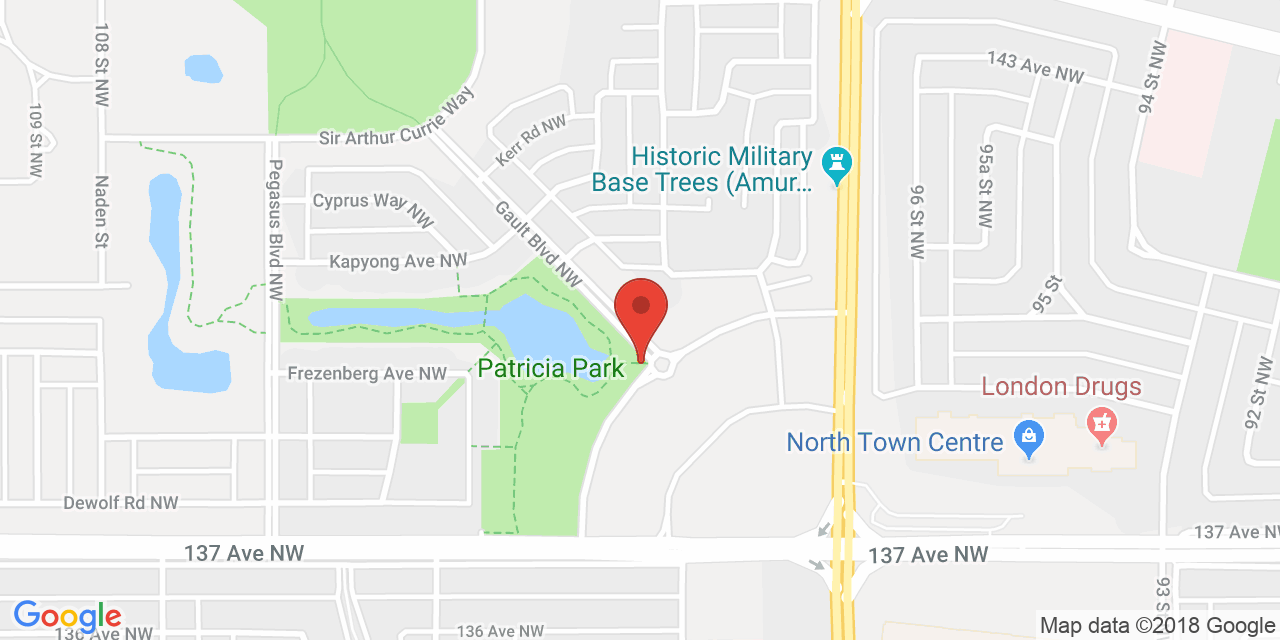 108 St NW
109 St NW
Sir Arthur Currie Way
Kerr Rd NW
143 Ave NW
94 St NW
Historic Military
Base Trees (Amur...
95a St NW
96 St NW
Naden St
Pegasus Blvd NW
Cyprus Way NW
Gault Blvd NW
Kapyong Ave NW
95 St
Patricia Park
Frezenberg Ave NW
London Drugs
92 St NW
North Town Centre
Dewolf Rd NW
137 Ave NW
137 Ave NW
137 Ave NW
93 S
Google
136 Ave NW
136 Ave NW
Map data ©2018 Google